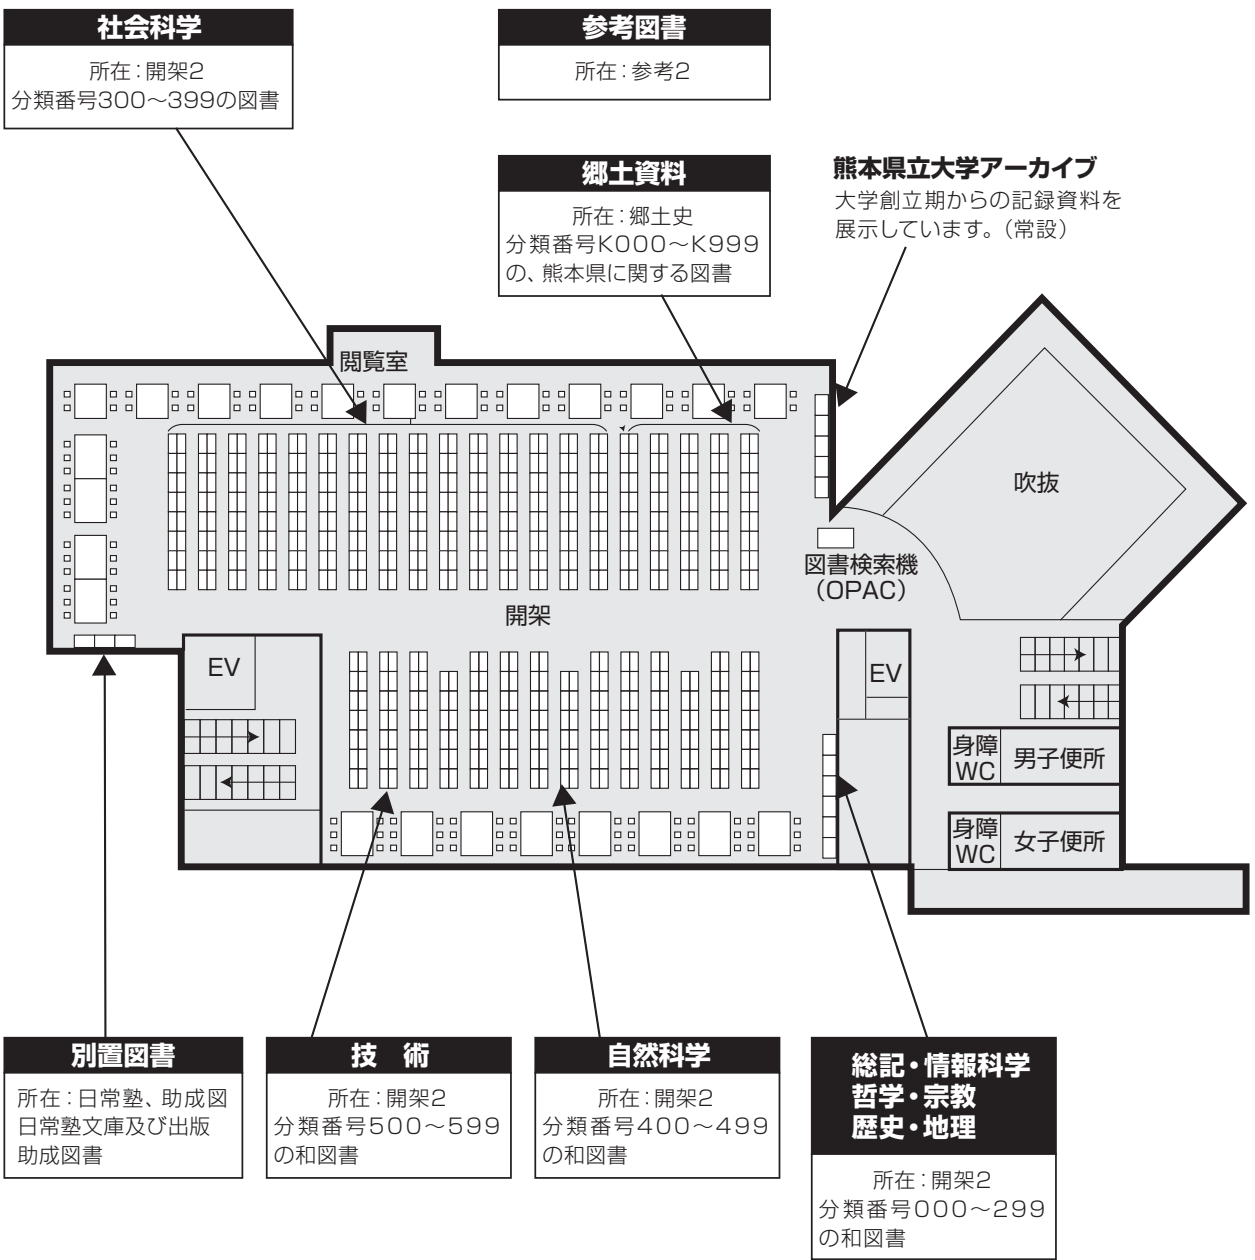 社会科学
所在：開架2
分類番号300～399の図書
参考図書
所在：参考2
郷土資料
所在：郷土史
分類番号K000～K999
の、熊本県に関する図書
熊本県立大学アーカイブ
大学創立期からの記録資料を
展示しています。（常設）
閲覧室
吹抜
図書検索機
（OPAC）
開架
EV
EV
身障
WC
男子便所
身障
WC
女子便所
別置図書
所在：日常塾、助成図
日常塾文庫及び出版
助成図書
技　術
所在：開架2
分類番号500～599
の和図書
自然科学
所在：開架2
分類番号400～499
の和図書
総記・情報科学
哲学・宗教
歴史・地理
所在：開架2
分類番号000～299
の和図書